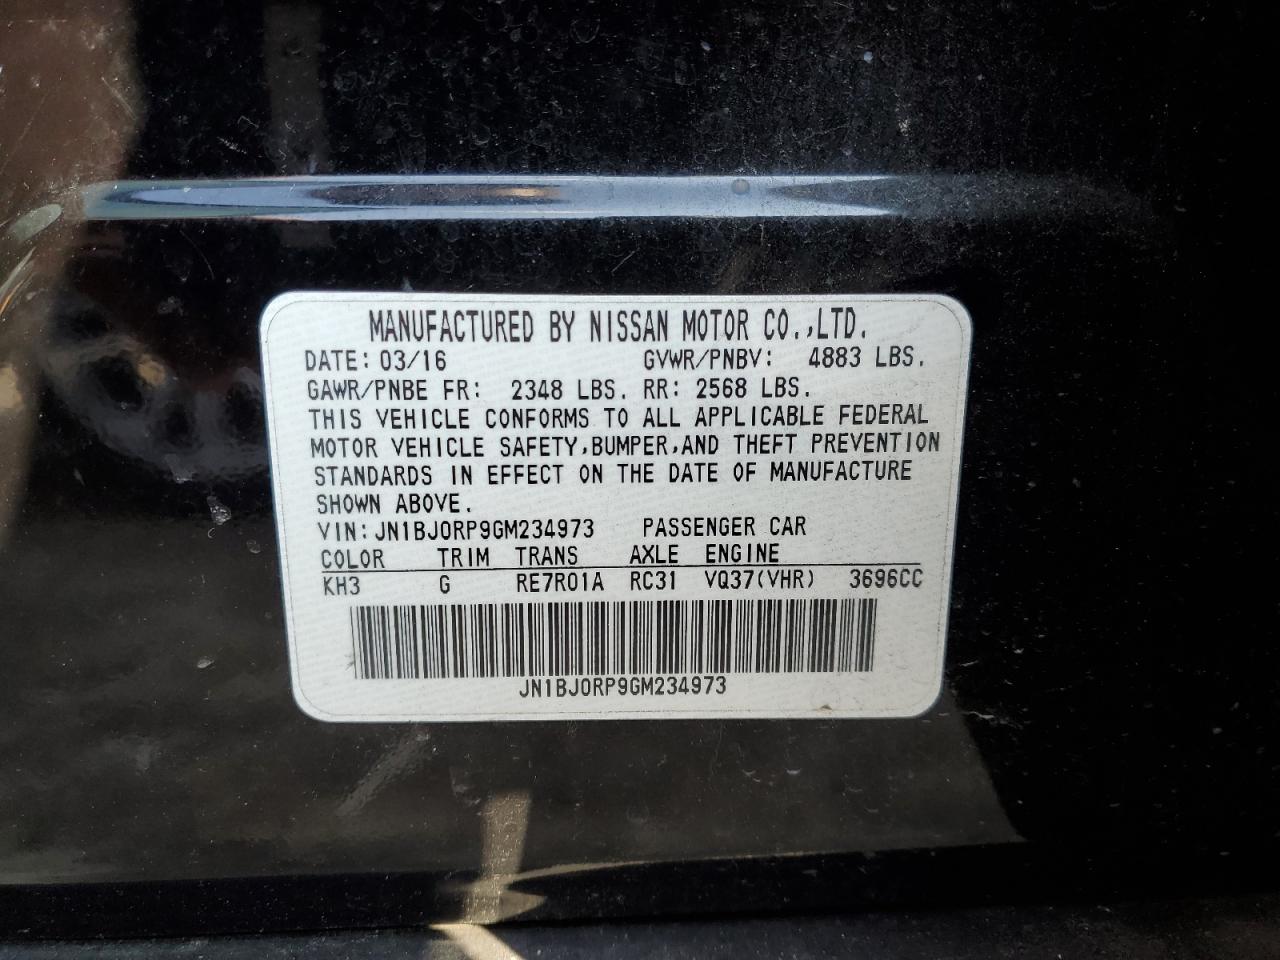 MANUFACTURED BY NISSAN MOTOR CO.,LTD.
DATE: 03/16 GVWR/PNBV: 4883 LBS.
GAWR/PNBE FR: 2348 LBS. RR: 2568 LBS.
THIS VEHICLE CONFORMS TO ALL APPLICABLE FEDERAL
MOTOR VEHICLE SAFETY,BUMPER,AND THEFT PREVENTION
STANDARDS IN EFFECT ON THE DATE OF MANUFACTURE
SHOWN ABOVE.
VIN: JN1BJ0RP9GM234973 PASSENGER CAR
COLOR TRIM TRANS AXLE ENGINE
KH3 G RE7R01A RC31 VQ37(VHR) 3696CC
JN1BJ0RP9GM234973